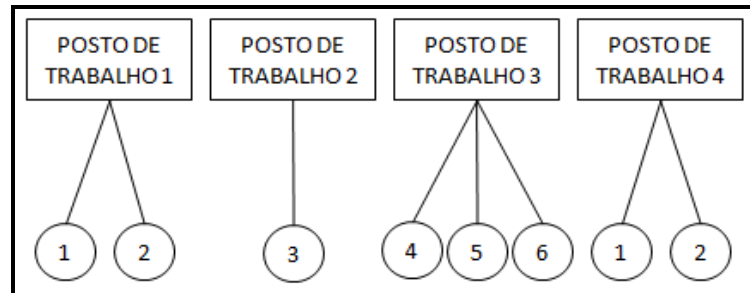 POSTO DE
TRABALHO 1
POSTO DE
TRABALHO 2
POSTO DE
TRABALHO 3
POSTO DE
TRABALHO 4
1
2
3
4
5
6
1
2